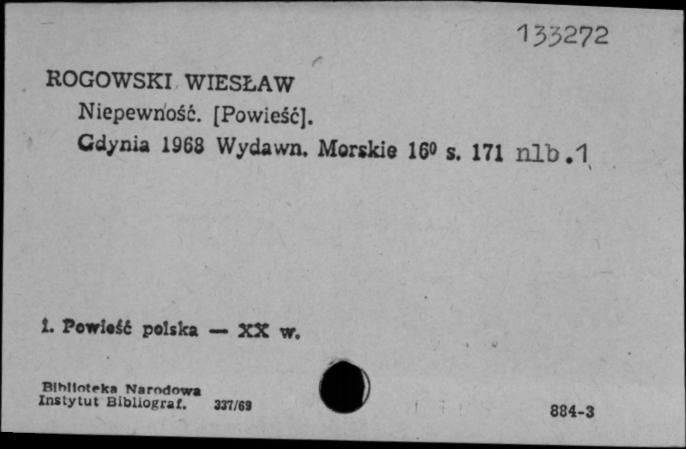 133272
ROGOWSKI WIESŁAW
Niepewność. [Powieść].
Gdynia 1968 Wydawn. Morskie 16º s. 171 nlb.1
1. Powieść polska — XX w.
Biblioteka Narodowa
Instytut Bibliograf. 337/69
884-3